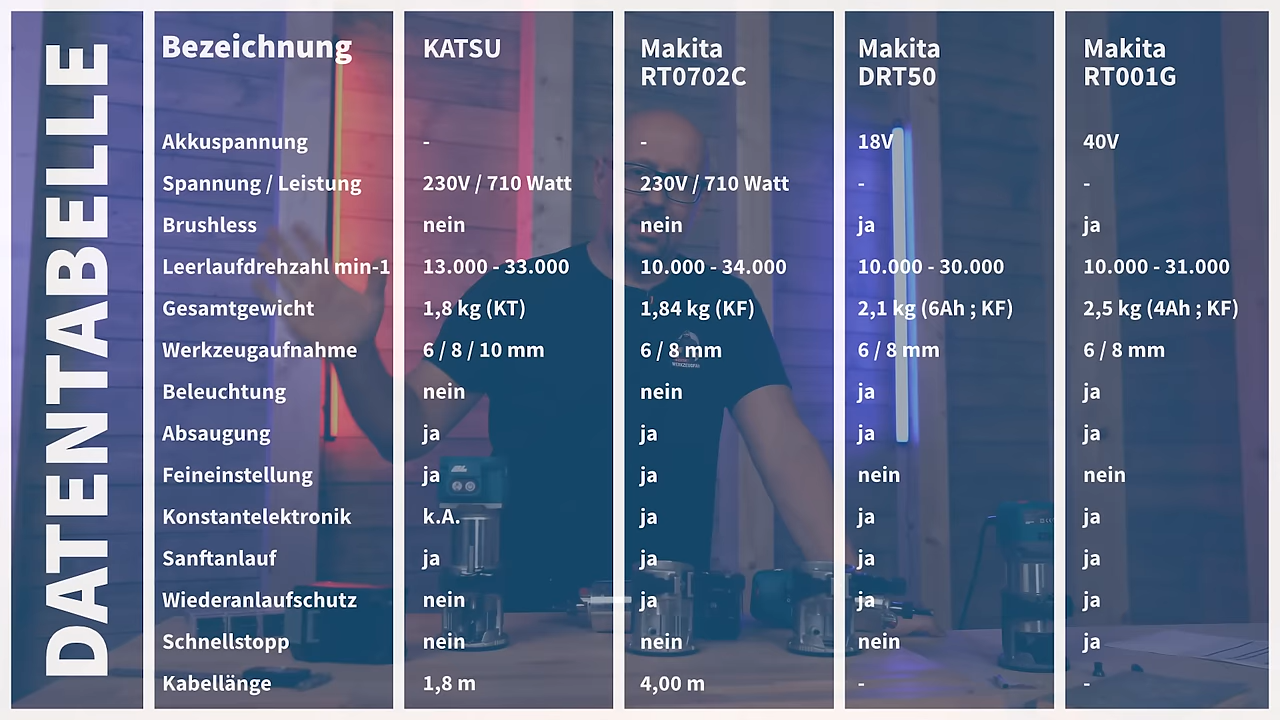 DATENTABELLE
Bezeichnung KATSU Makita RT0702C Makita DRT50 Makita RT001G
Akkuspannung - - 18V 40V
Spannung / Leistung 230V / 710 Watt 230V / 710 Watt - -
Brushless nein nein ja ja
Leerlaufdrehzahl min-1 13.000 - 33.000 10.000 - 34.000 10.000 - 30.000 10.000 - 31.000
Gesamtgewicht 1,8 kg (KT) 1,84 kg (KF) 2,1 kg (6Ah ; KF) 2,5 kg (4Ah ; KF)
Werkzeugaufnahme 6 / 8 / 10 mm 6 / 8 mm 6 / 8 mm 6 / 8 mm
Beleuchtung nein nein ja ja
Absaugung ja ja ja ja
Feineinstellung ja ja nein nein
Konstantelektronik k.A. ja ja ja
Sanftanlauf ja ja ja ja
Wiederanlaufschutz nein ja ja ja
Schnellstopp nein nein nein ja
Kabellänge 1,8 m 4,00 m - -